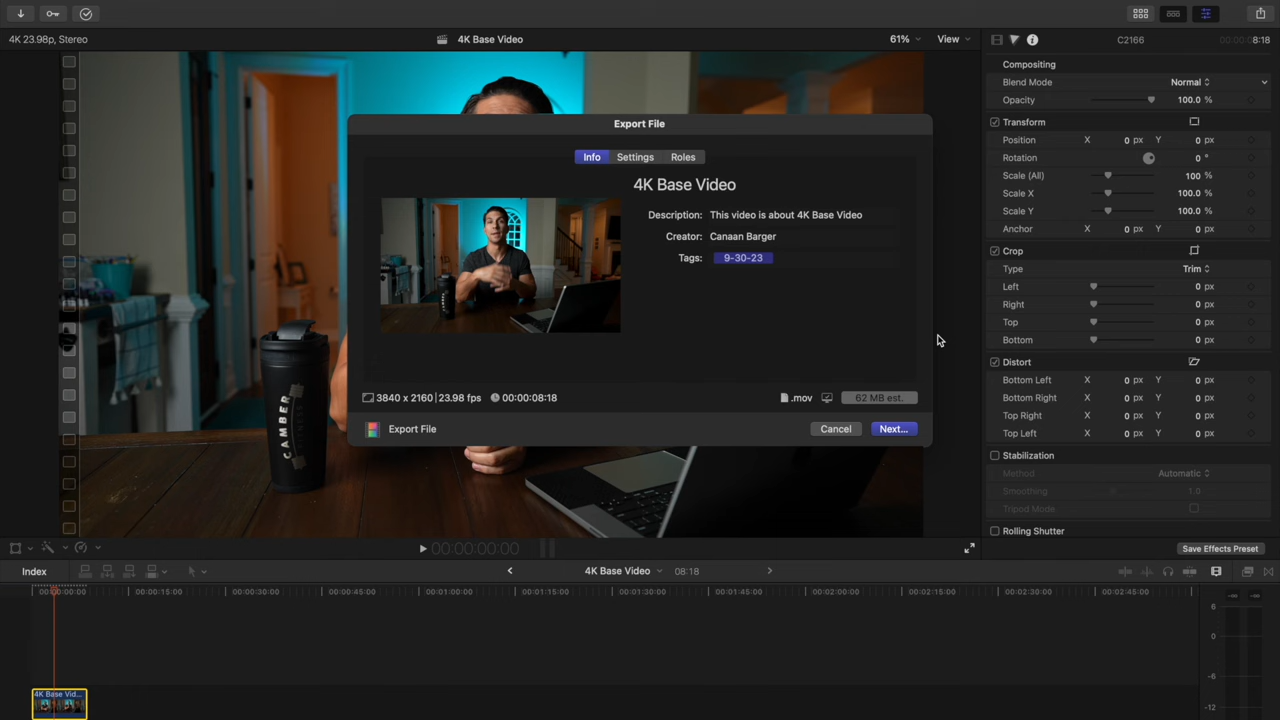 4K 23.98p, Stereo
4K Base Video
61%
View
C2166
00:00:08:18
Compositing
Blend Mode Normal
Opacity 100.0 %
Transform
Position X 0 px Y 0 px
Rotation 0 °
Scale (All) 100 %
Scale X 100.0 %
Scale Y 100.0 %
Anchor X 0 px Y 0 px
Crop
Type Trim
Left 0 px
Right 0 px
Top 0 px
Bottom 0 px
Distort
Bottom Left X 0 px Y 0 px
Bottom Right X 0 px Y 0 px
Top Right X 0 px Y 0 px
Top Left X 0 px Y 0 px
Stabilization
Method Automatic
Smoothing 1.0
Tripod Mode
Rolling Shutter
Save Effects Preset
Export File
Info Settings Roles
4K Base Video
Description: This video is about 4K Base Video
Creator: Canaan Barger
Tags: 9-30-23
3840 x 2160 | 23.98 fps 00:00:08:18 .mov 62 MB est.
Export File Cancel Next...
CAMBER
00:00:00:00
Index
4K Base Video
08:18
00:00:00:00 00:00:15:00 00:00:30:00 00:00:45:00 00:01:00:00 00:01:15:00 00:01:30:00 00:01:45:00 00:02:00:00 00:02:15:00 00:02:30:00 00:02:45:00
4K Base Vid...
6
0
-6
-12